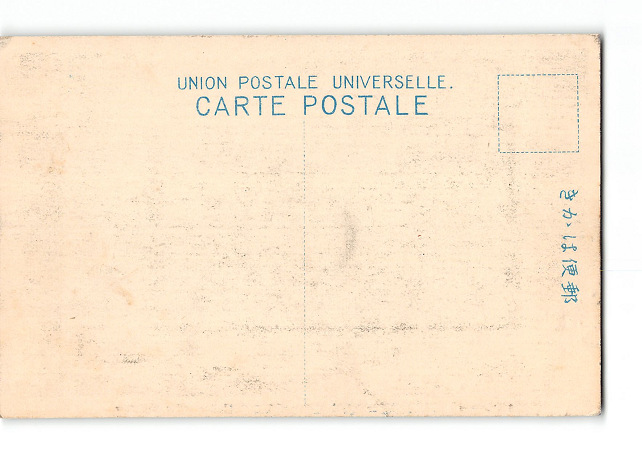 UNION POSTALE UNIVERSELLE.
CARTE POSTALE
きかは便郵